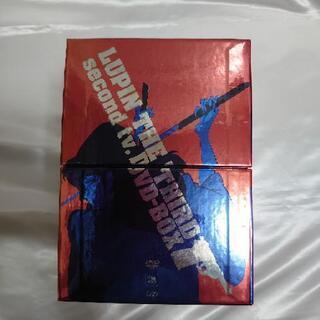 LUPIN THE THIRD
second tv. DVD-BOX